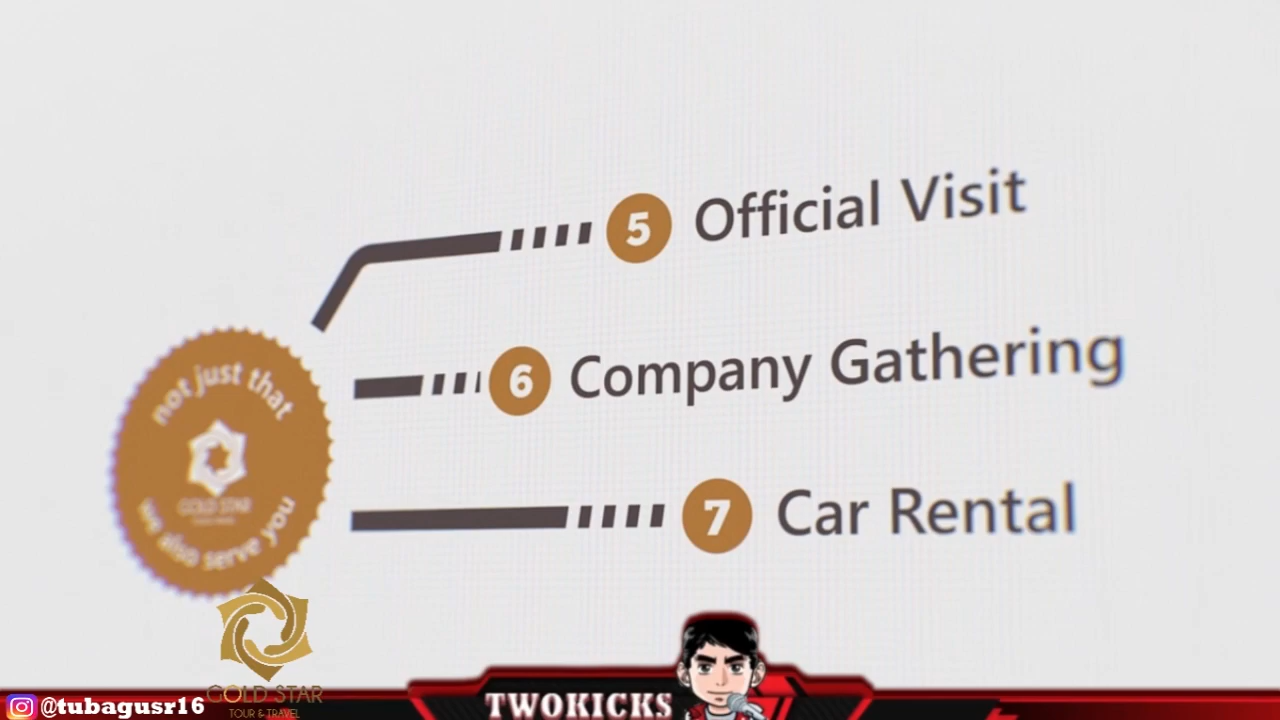 5 Official Visit
6 Company Gathering
7 Car Rental
not just that
GOLD STAR
we also serve you
GOLD STAR
TOUR & TRAVEL
@tubagusr16
TWOKICKS